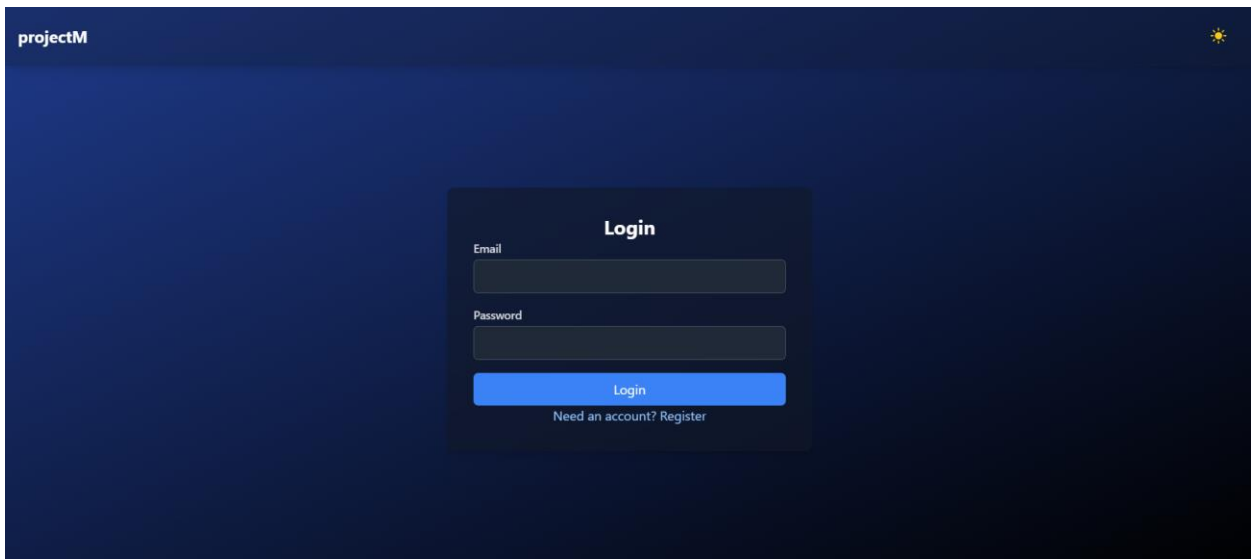 projectM
Login
Email
Password
Login
Need an account? Register